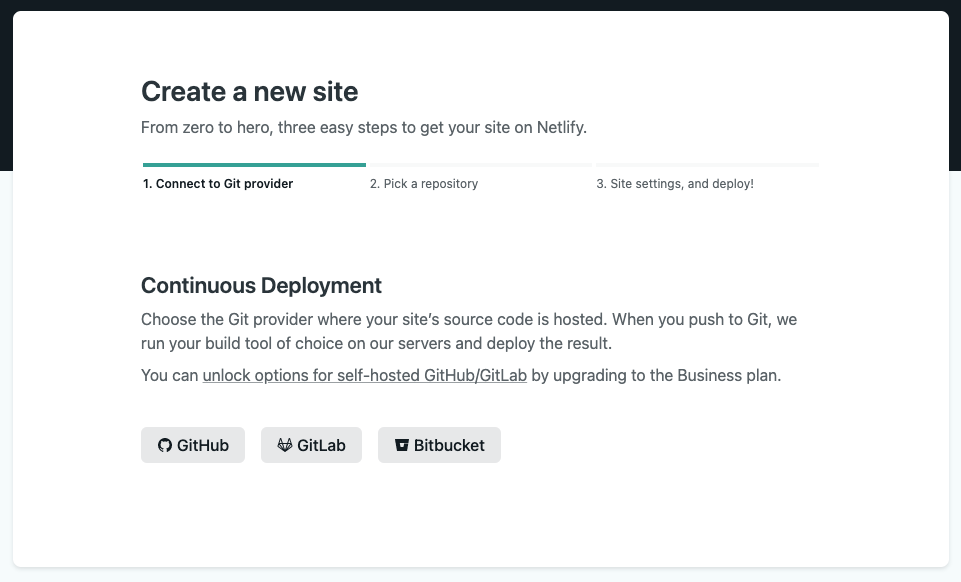 Create a new site
From zero to hero, three easy steps to get your site on Netlify.
1. Connect to Git provider
2. Pick a repository
3. Site settings, and deploy!
Continuous Deployment
Choose the Git provider where your site’s source code is hosted. When you push to Git, we
run your build tool of choice on our servers and deploy the result.
You can unlock options for self-hosted GitHub/GitLab by upgrading to the Business plan.
GitHub
GitLab
Bitbucket